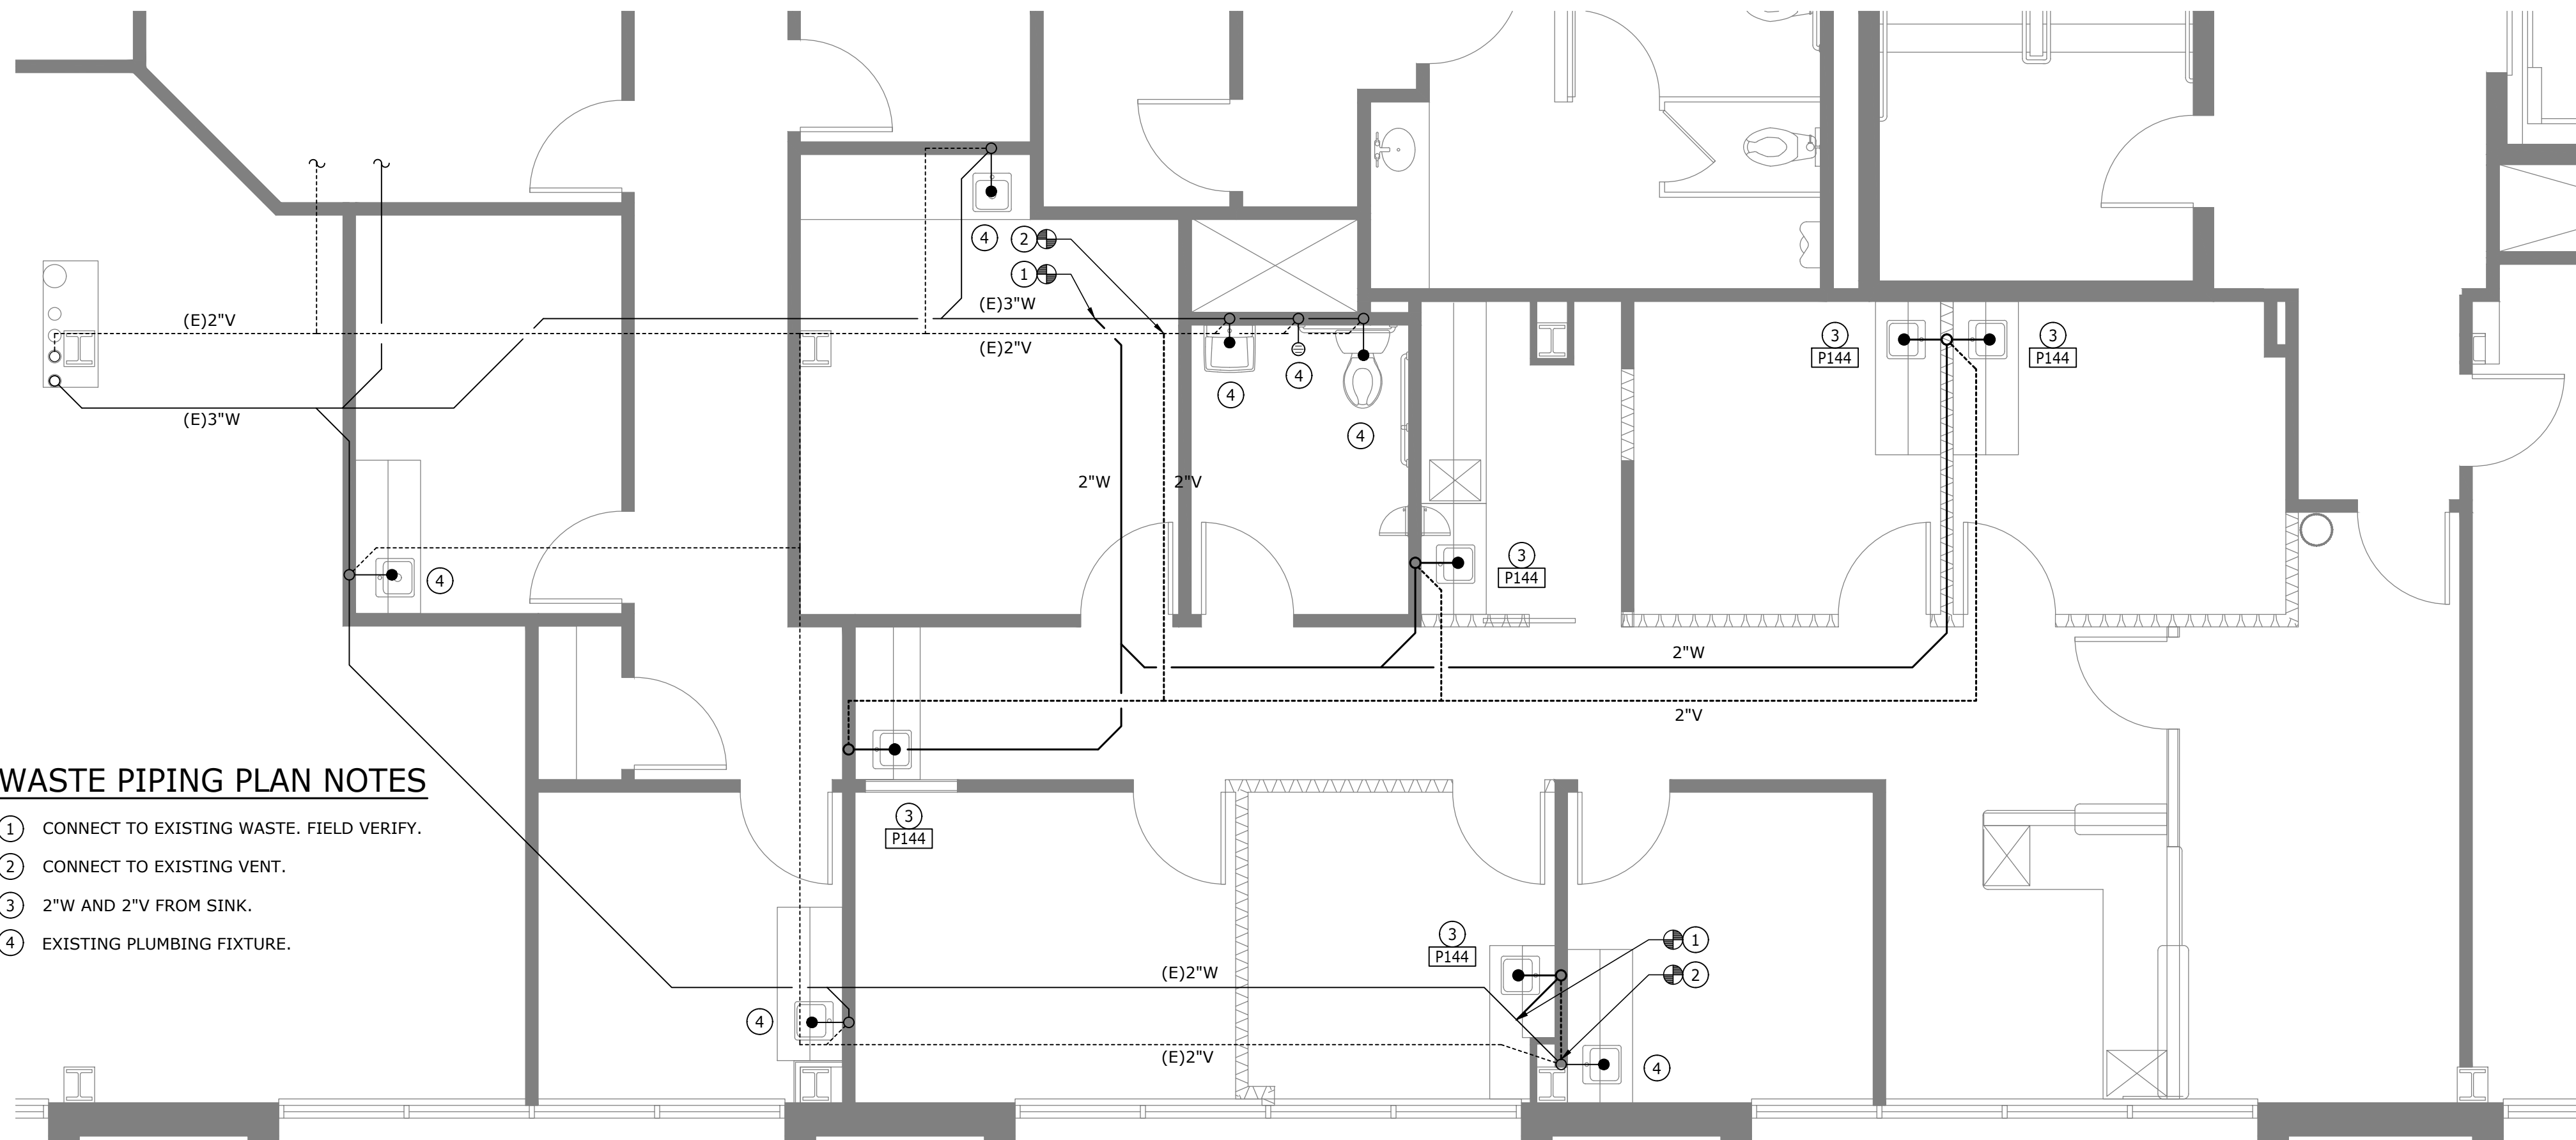 4
2
1
(E)3"W
(E)2"V
(E)2"V
3
P144
3
P144
4
4
(E)3"W
4
2"W
2"V
3
P144
4
2"W
2"V
WASTE PIPING PLAN NOTES
1 CONNECT TO EXISTING WASTE. FIELD VERIFY.
2 CONNECT TO EXISTING VENT.
3 2"W AND 2"V FROM SINK.
4 EXISTING PLUMBING FIXTURE.
3
P144
3
P144
1
2
(E)2"W
4
(E)2"V
4